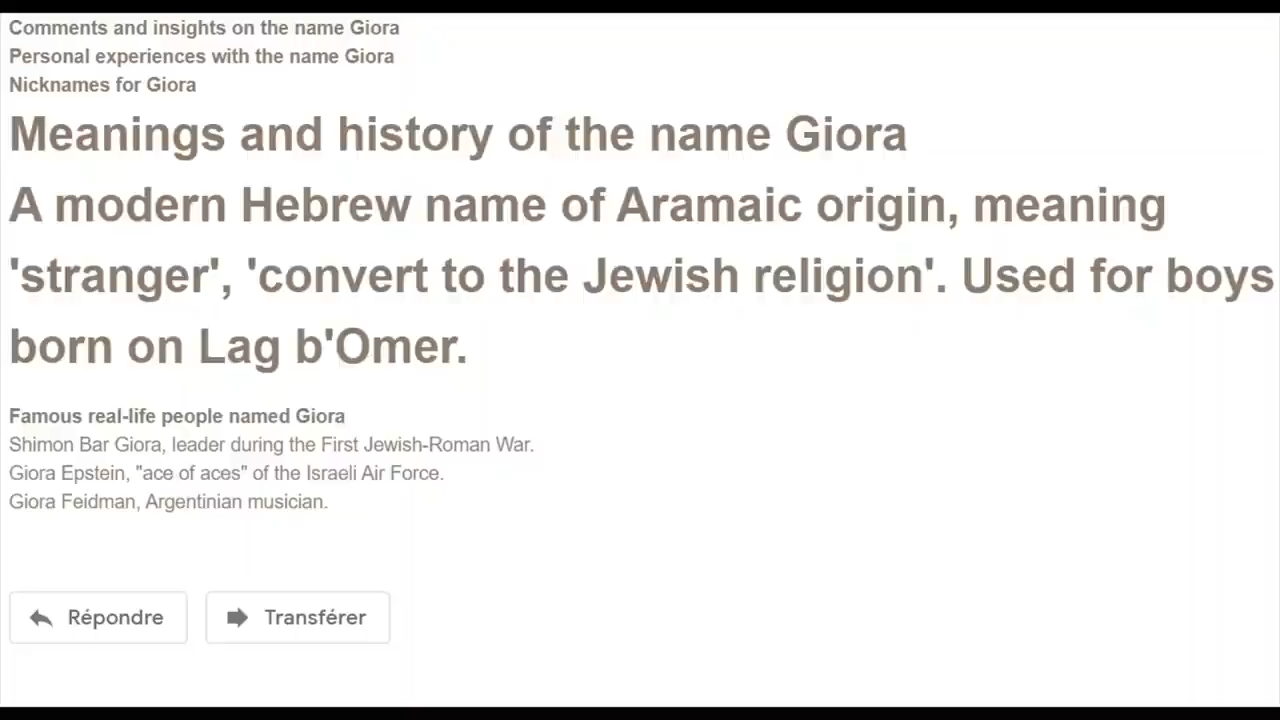 Comments and insights on the name Giora
Personal experiences with the name Giora
Nicknames for Giora
Meanings and history of the name Giora
A modern Hebrew name of Aramaic origin, meaning
'stranger', 'convert to the Jewish religion'. Used for boys
born on Lag b'Omer.
Famous real-life people named Giora
Shimon Bar Giora, leader during the First Jewish-Roman War.
Giora Epstein, "ace of aces" of the Israeli Air Force.
Giora Feidman, Argentinian musician.
Répondre
Transférer